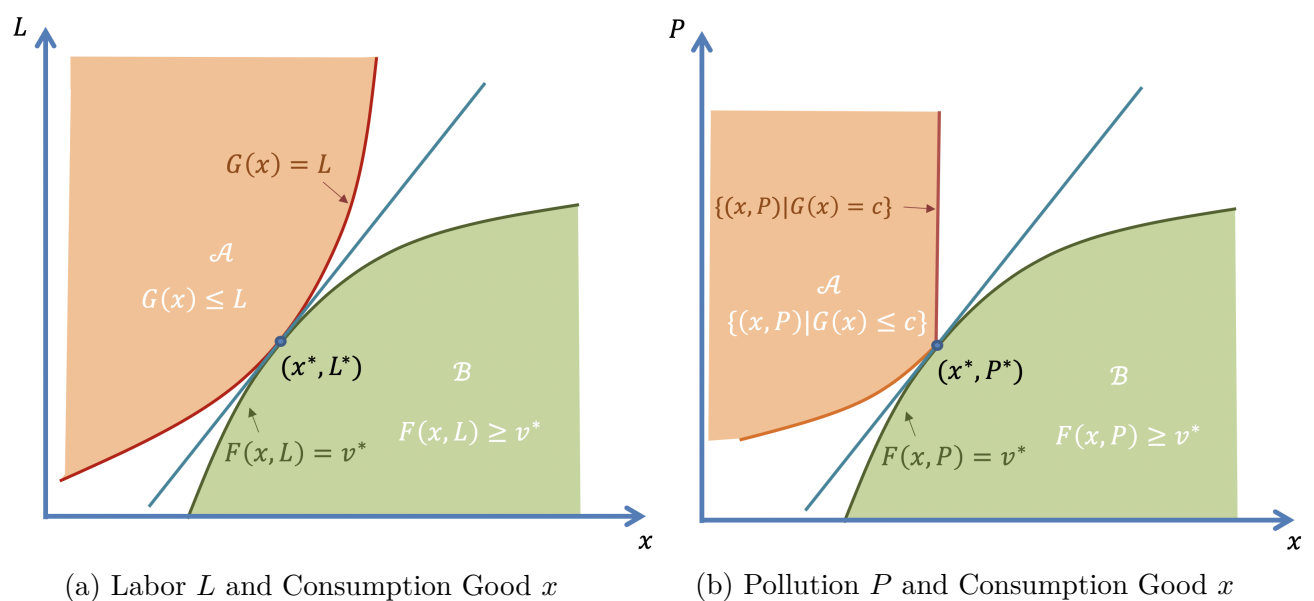 L
G(x) = L
𝒜
G(x) ≤ L
(x*, L*)
ℬ
F(x, L) ≥ v*
F(x, L) = v*
x
(a) Labor L and Consumption Good x
P
{(x, P)|G(x) = c}
𝒜
{(x, P)|G(x) ≤ c}
(x*, P*)
ℬ
F(x, P) ≥ v*
F(x, P) = v*
x
(b) Pollution P and Consumption Good x